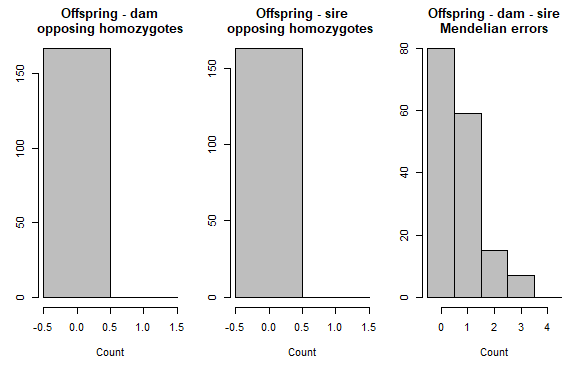 Offspring - dam
opposing homozygotes
150
100
50
0
-0.5 0.0 0.5 1.0 1.5
Count
Offspring - sire
opposing homozygotes
150
100
50
0
-0.5 0.0 0.5 1.0 1.5
Count
Offspring - dam - sire
Mendelian errors
80
60
40
20
0
0 1 2 3 4
Count